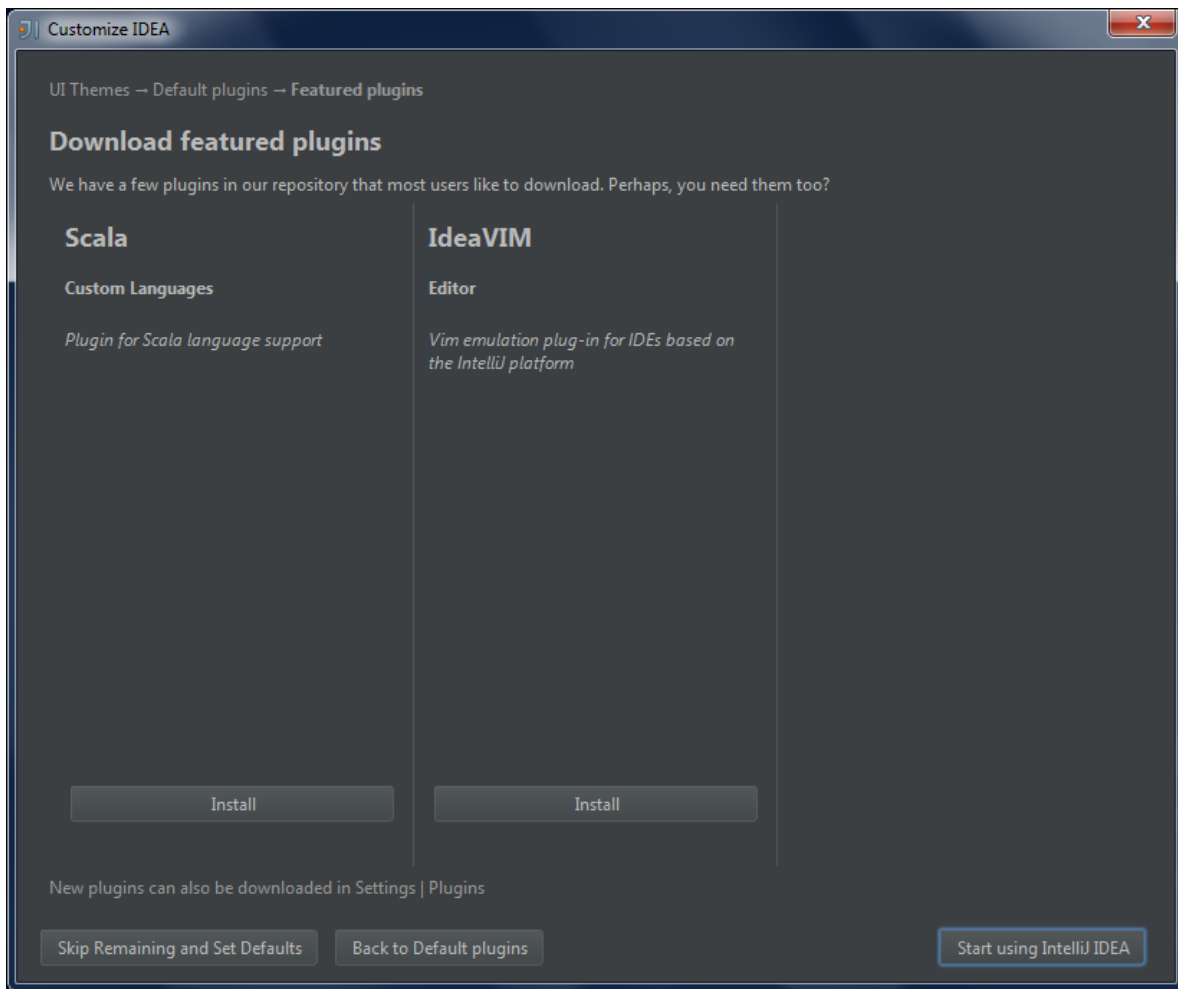 Customize IDEA
UI Themes → Default plugins → Featured plugins
Download featured plugins
We have a few plugins in our repository that most users like to download. Perhaps, you need them too?
Scala
Custom Languages
Plugin for Scala language support
Install
IdeaVIM
Editor
Vim emulation plug-in for IDEs based on
the IntelliJ platform
Install
New plugins can also be downloaded in Settings | Plugins
Skip Remaining and Set Defaults
Back to Default plugins
Start using IntelliJ IDEA